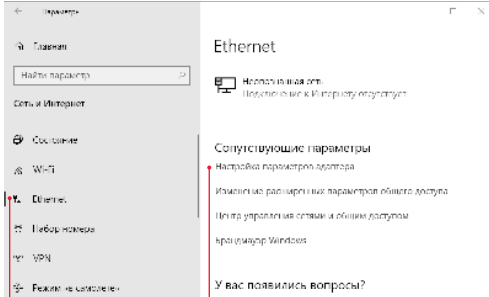 Параметры
Главная
Найти параметр
Сеть и Интернет
Состояние
Wi-Fi
Ethernet
Набор номера
VPN
Режим «в самолете»
Ethernet
Неопознанная сеть
Подключение к Интернету отсутствует
Сопутствующие параметры
Настройка параметров адаптера
Изменение расширенных параметров общего доступа
Центр управления сетями и общим доступом
Брандмауэр Windows
У вас появились вопросы?